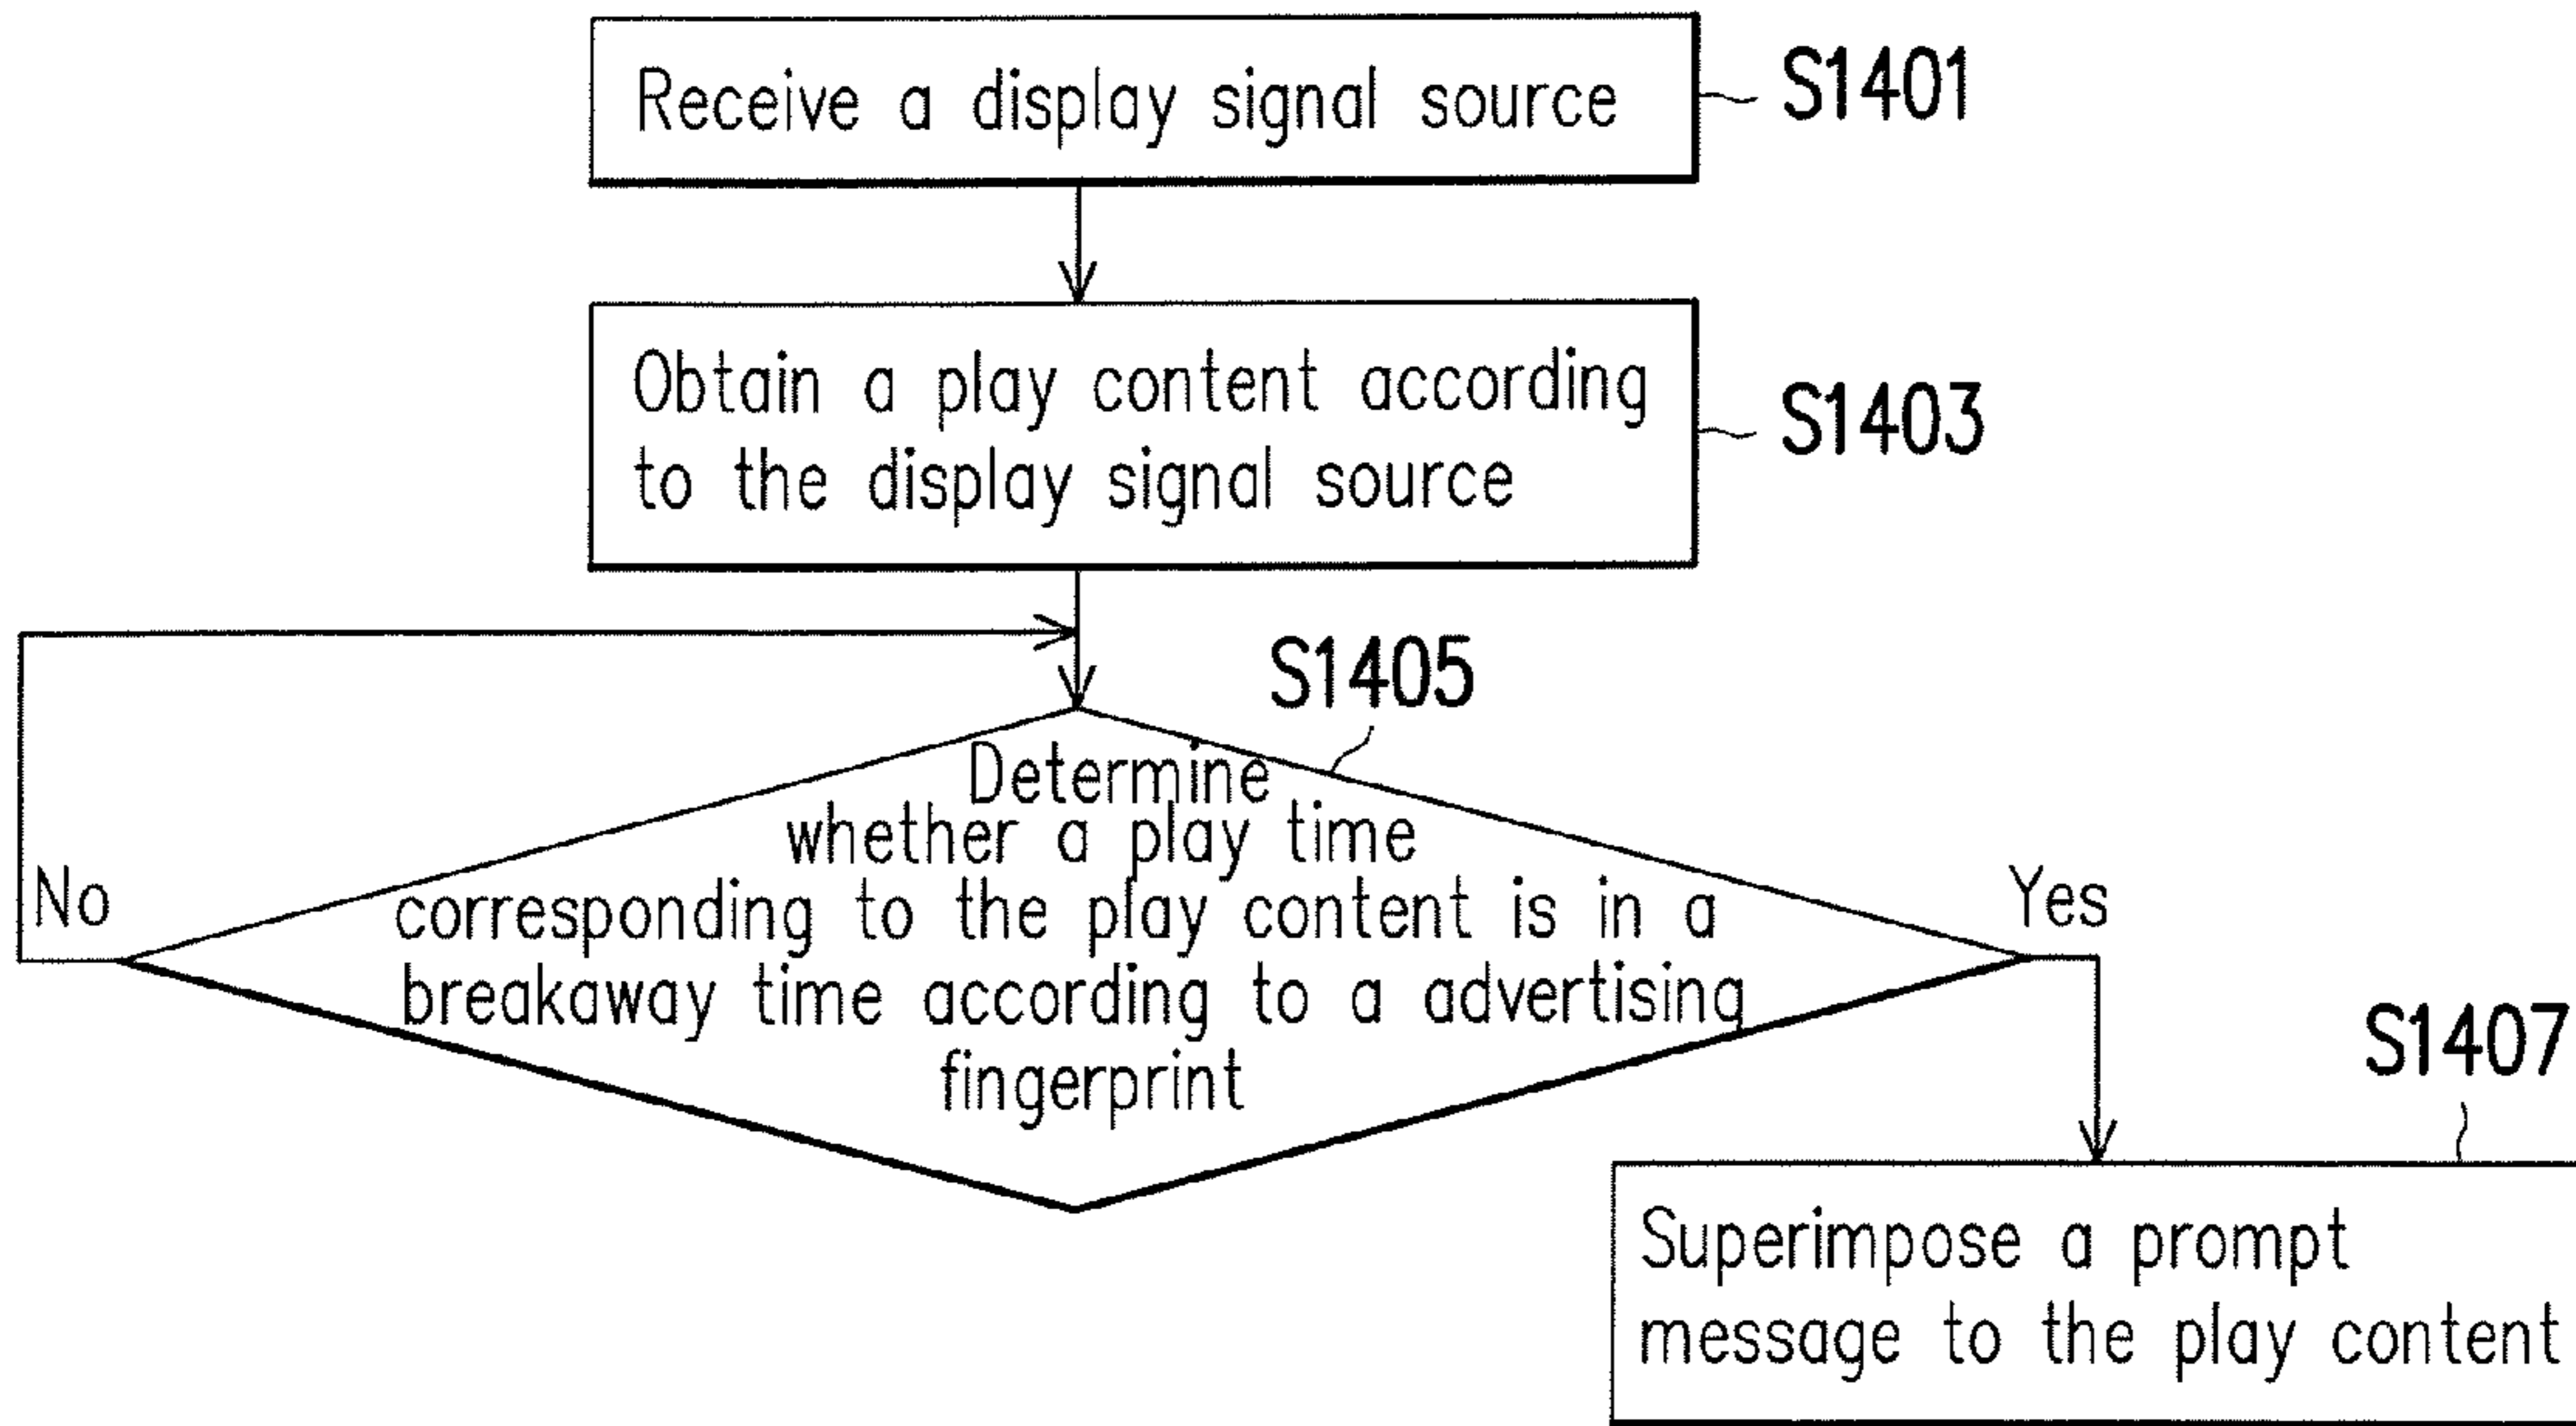 Receive a display signal source
S1401
Obtain a play content according
to the display signal source
S1403
S1405
Determine
whether a play time
corresponding to the play content is in a
breakaway time according to a advertising
fingerprint
No
Yes
S1407
Superimpose a prompt
message to the play content